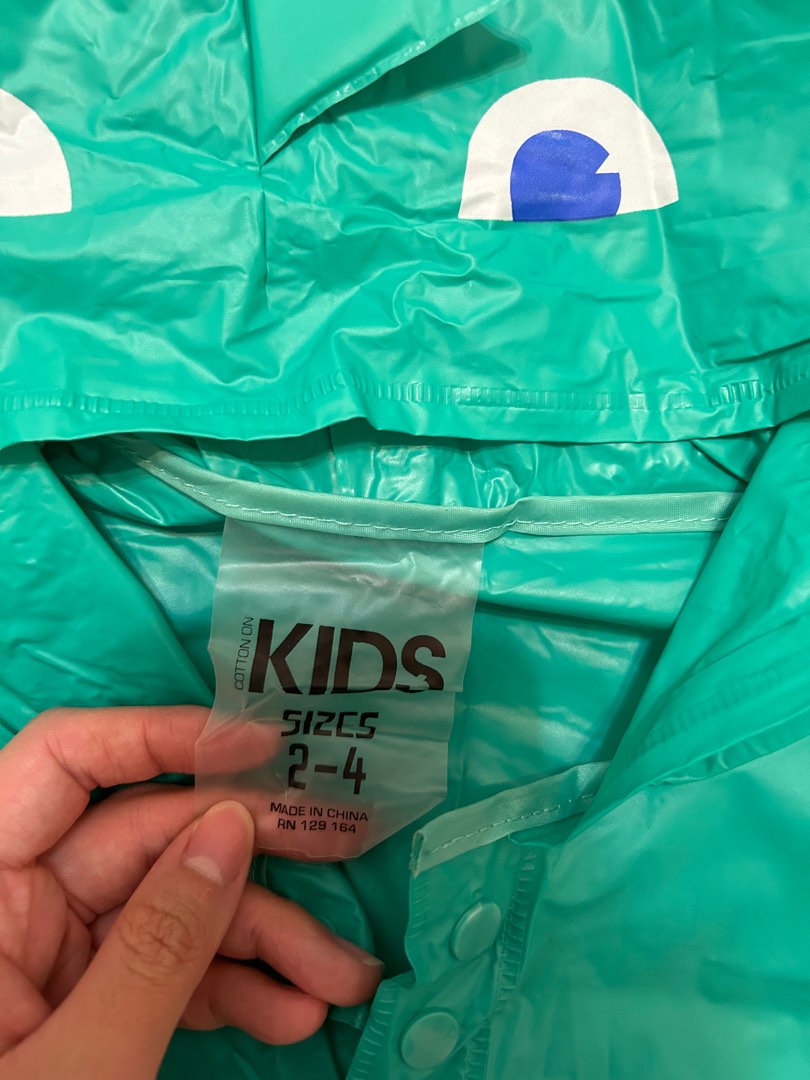 COTTON ON
KIDS
SIZES
2-4
MADE IN CHINA
RN 129 164